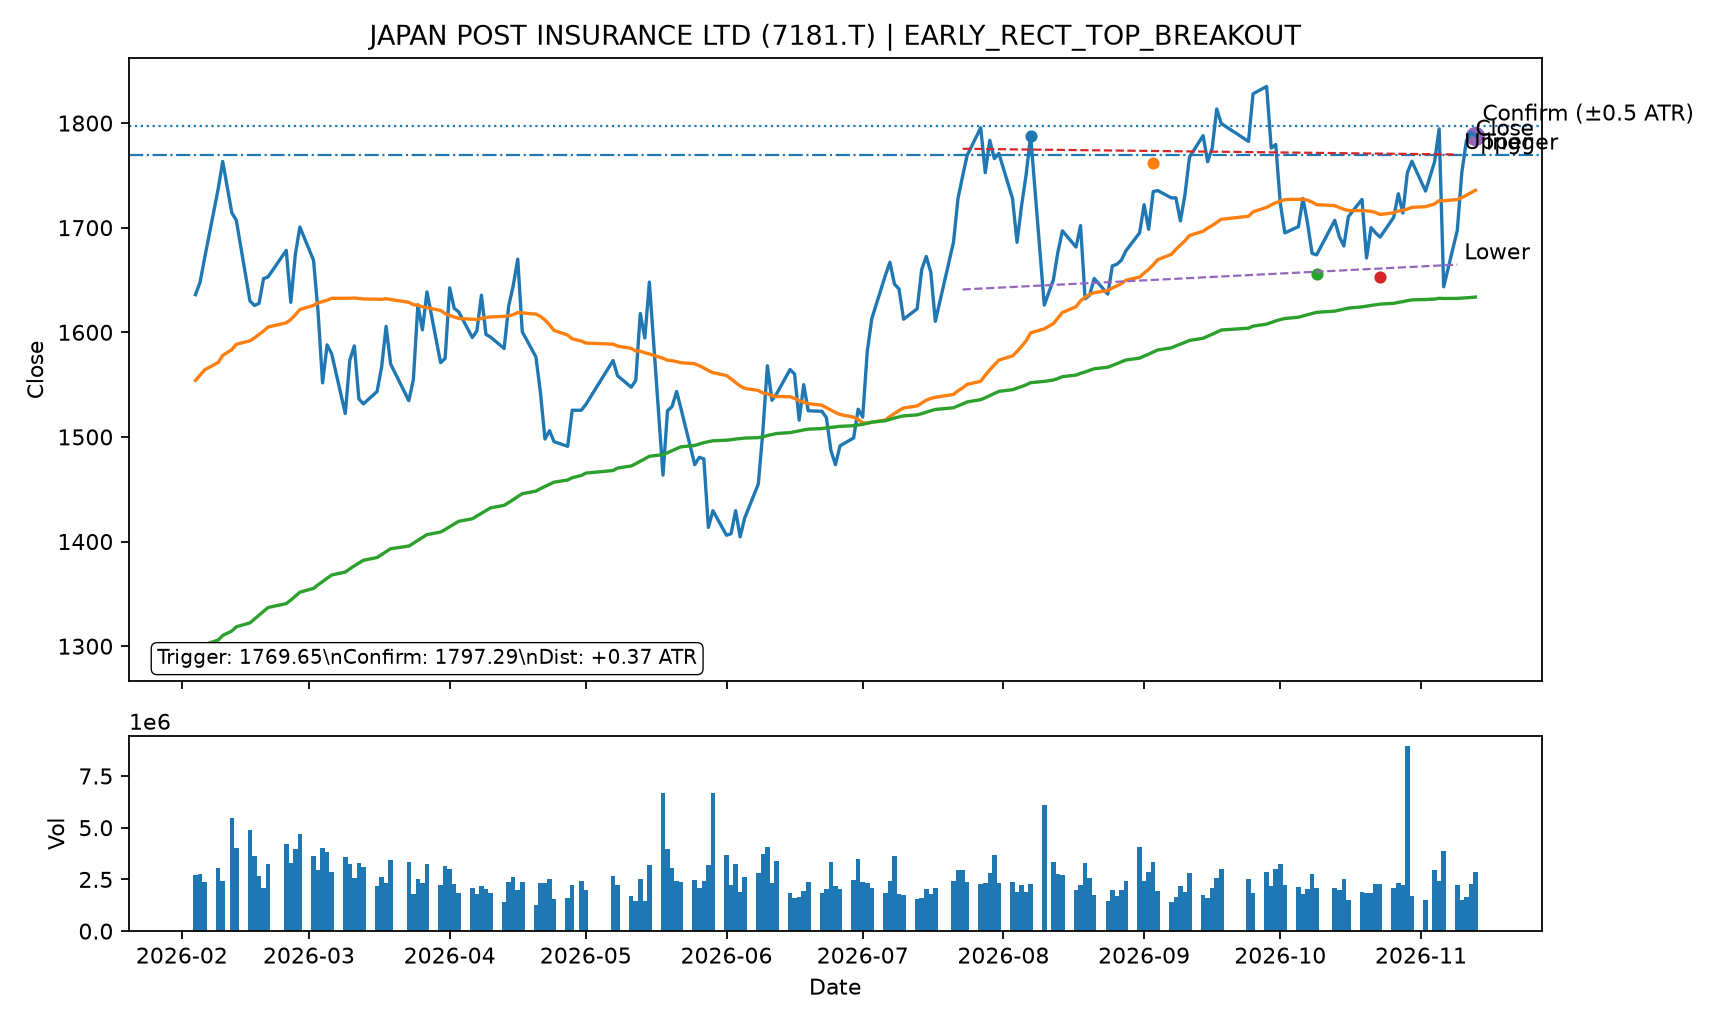 JAPAN POST INSURANCE LTD (7181.T) | EARLY_RECT_TOP_BREAKOUT
Close
1800
1700
1600
1500
1400
1300
Confirm (±0.5 ATR)
Close
Upper
Trigger
Lower
Trigger: 1769.65\nConfirm: 1797.29\nDist: +0.37 ATR
1e6
Vol
7.5
5.0
2.5
0.0
2026-02 2026-03 2026-04 2026-05 2026-06 2026-07 2026-08 2026-09 2026-10 2026-11
Date